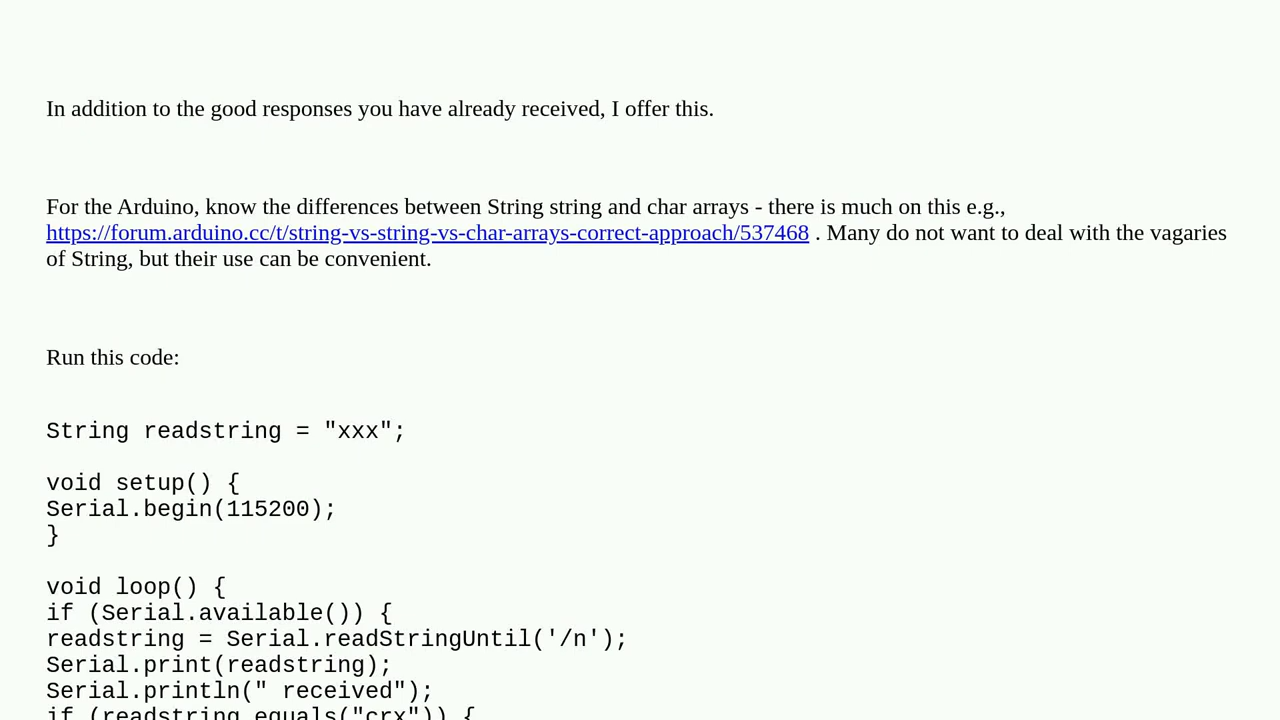 In addition to the good responses you have already received, I offer this.
For the Arduino, know the differences between String string and char arrays - there is much on this e.g.,
https://forum.arduino.cc/t/string-vs-string-vs-char-arrays-correct-approach/537468 . Many do not want to deal with the vagaries
of String, but their use can be convenient.
Run this code:
String readstring = "xxx";
void setup() {
Serial.begin(115200);
}
void loop() {
if (Serial.available()) {
readstring = Serial.readStringUntil('/n');
Serial.print(readstring);
Serial.println(" received");
if (readstring.equals("crx")) {